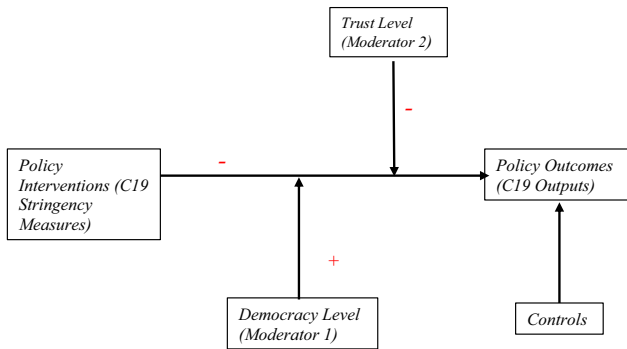 Trust Level
(Moderator 2)
-
-
Policy
Interventions (C19
Stringency
Measures)
Policy Outcomes
(C19 Outputs)
+
Democracy Level
(Moderator 1)
Controls